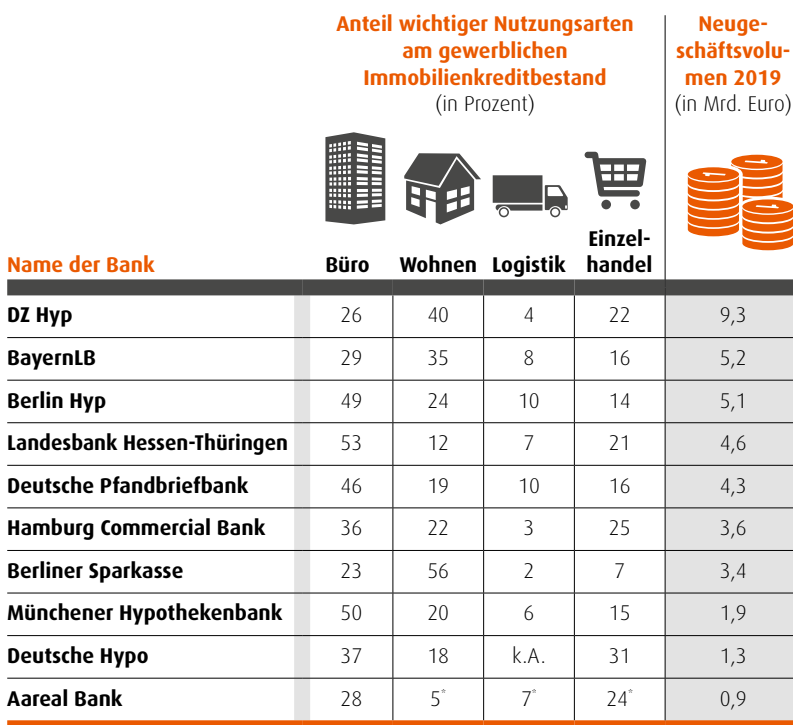 Anteil wichtiger Nutzungsarten
am gewerblichen
Immobilienkreditbestand
(in Prozent)
Neuge-
schäftsvolu-
men 2019
(in Mrd. Euro)
Name der Bank Büro Wohnen Logistik Einzel-
handel
DZ Hyp 26 40 4 22 9,3
BayernLB 29 35 8 16 5,2
Berlin Hyp 49 24 10 14 5,1
Landesbank Hessen-Thüringen 53 12 7 21 4,6
Deutsche Pfandbriefbank 46 19 10 16 4,3
Hamburg Commercial Bank 36 22 3 25 3,6
Berliner Sparkasse 23 56 2 7 3,4
Münchener Hypothekenbank 50 20 6 15 1,9
Deutsche Hypo 37 18 k.A. 31 1,3
Aareal Bank 28 5* 7* 24* 0,9